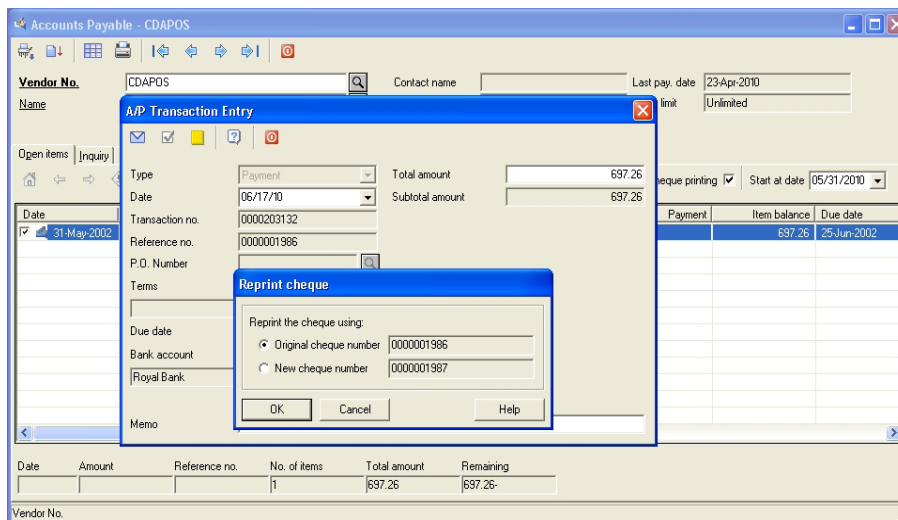 Accounts Payable - CDAPOS
Vendor No. CDAPOS Contact name Last pay. date 23-Apr-2010
Name limit Unlimited
A/P Transaction Entry
Open items Inquiry
Type Payment Total amount 697.26
heque printing Start at date 05/31/2010
Date 06/17/10 Subtotal amount 697.26
Transaction no. 0000203132
Date Payment Item balance Due date
31-May-2002 697.26 25-Jun-2002
Reference no. 0000001986
P.O. Number
Terms
Reprint cheque
Reprint the cheque using:
Original cheque number 0000001986
New cheque number 0000001987
OK Cancel Help
Due date
Bank account
Royal Bank
Memo
Date Amount Reference no. No. of items Total amount Remaining
1 697.26 697.26-
Vendor No.